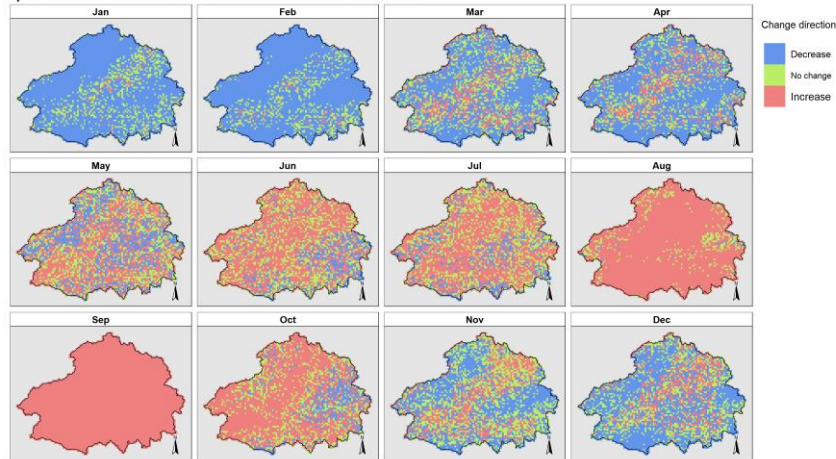 Jan
Feb
Mar
Apr
Change direction
Decrease
No change
Increase
May
Jun
Jul
Aug
Sep
Oct
Nov
Dec